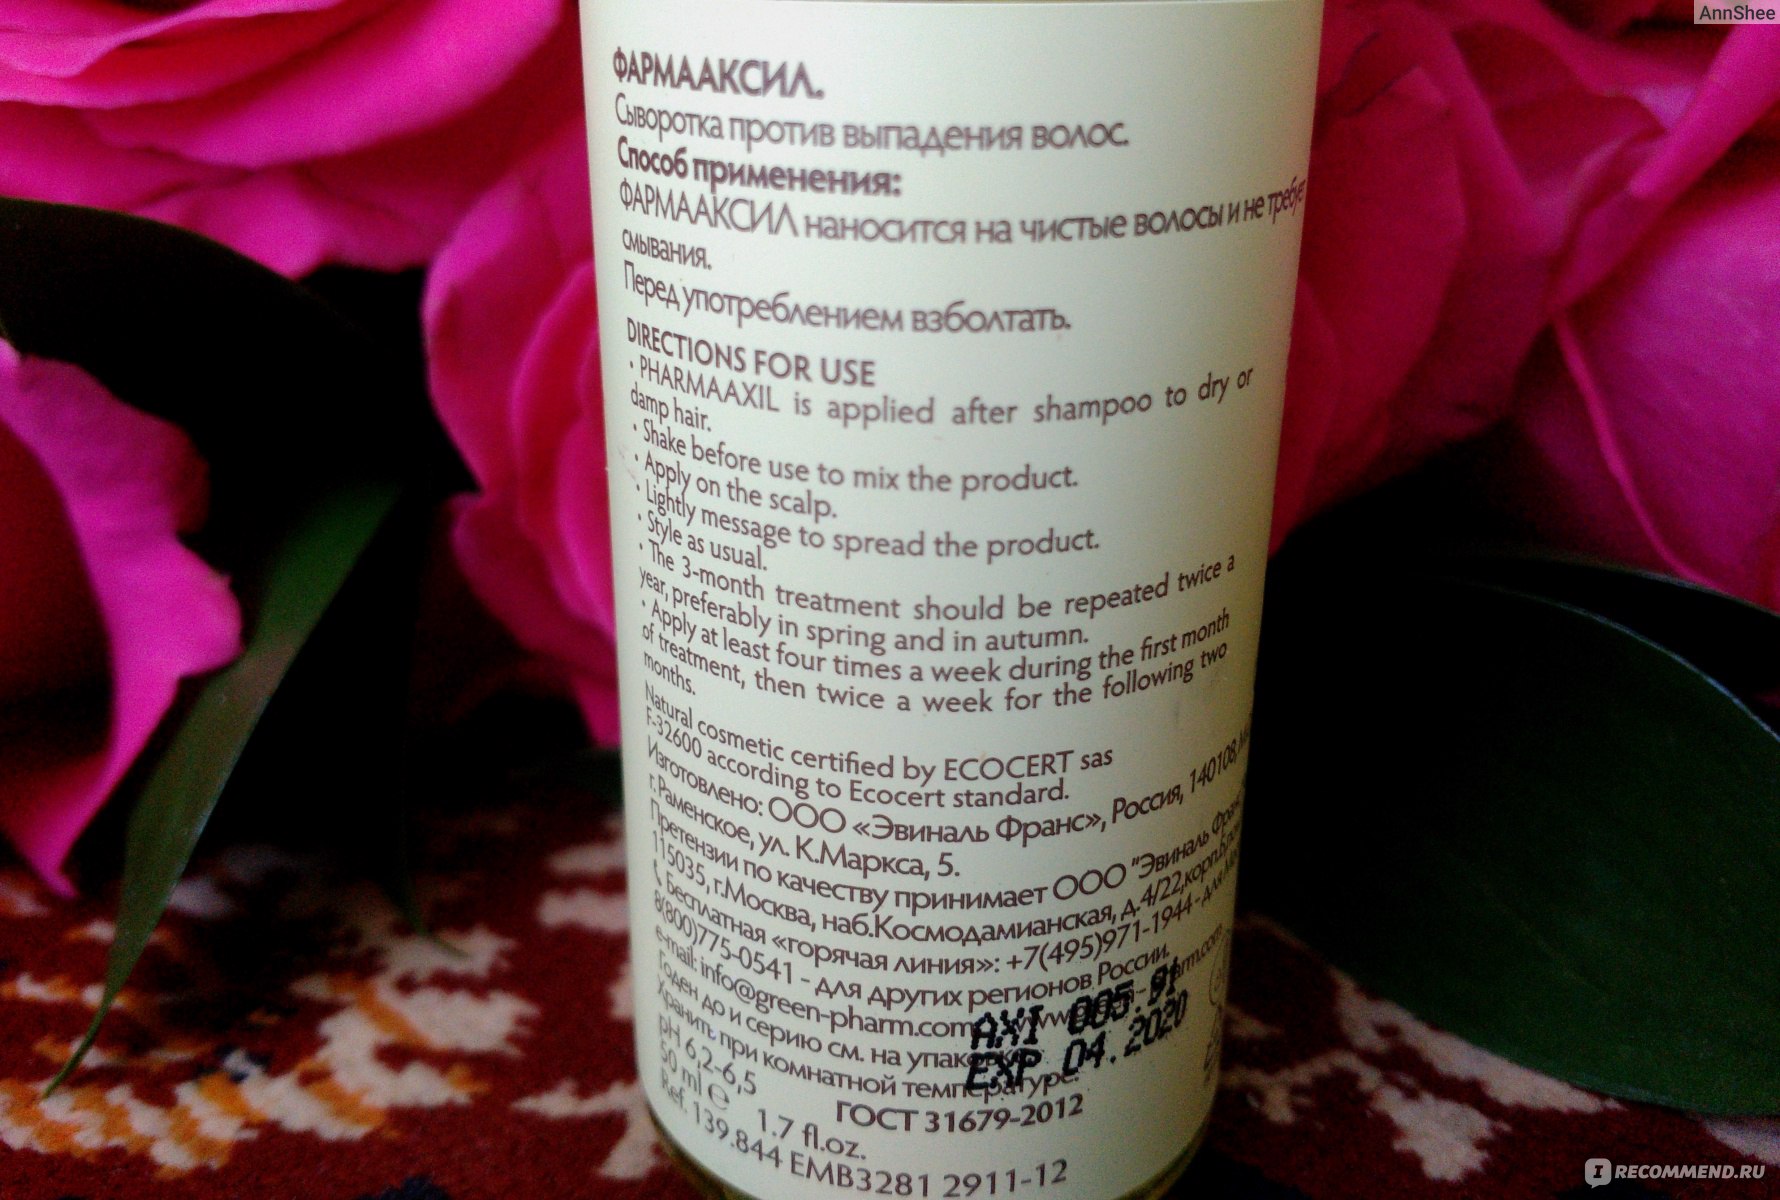 AnnShee
ФАРМААКСИЛ.
Сыворотка против выпадения волос.
Способ применения:
ФАРМААКСИЛ наносится на чистые волосы и не требуе
смывания.
Перед употреблением взболтать.
DIRECTIONS FOR USE
· PHARMAAXIL is applied after shampoo to dry or
damp hair.
· Shake before use to mix the product.
· Apply on the scalp.
· Lightly message to spread the product.
· Style as usual.
· The 3-month treatment should be repeated twice a
year, preferably in spring and in autumn.
· Apply at least four times a week during the first month
of treatment, then twice a week for the following two
months.
Natural cosmetic certified by ECOCERT sas
F-32600 according to Ecocert standard.
Изготовлено: ООО «Эвиналь Франс», Россия, 140108,
г.Раменское, ул. К.Маркса, 5.
Претензии по качеству принимает ООО "Эвиналь Фран
115035, г.Москва, наб.Космодамианская, д.4/22,корп.Б,
Бесплатная «горячая линия»: +7(495)971-1944 - для
8(800)775-0541 - для других регионов России.
e-mail: info@green-pharm.com
Годен до и серию см. на
Хранить при комнатной температуре.
AXI 005
EXP 04.2020
pH 6,2-6,5
50 ml ℮ 1.7 fl.oz.
ГОСТ 31679-2012
Ref. 139.844 EMB3281 2911-12
IRECOMMEND.RU